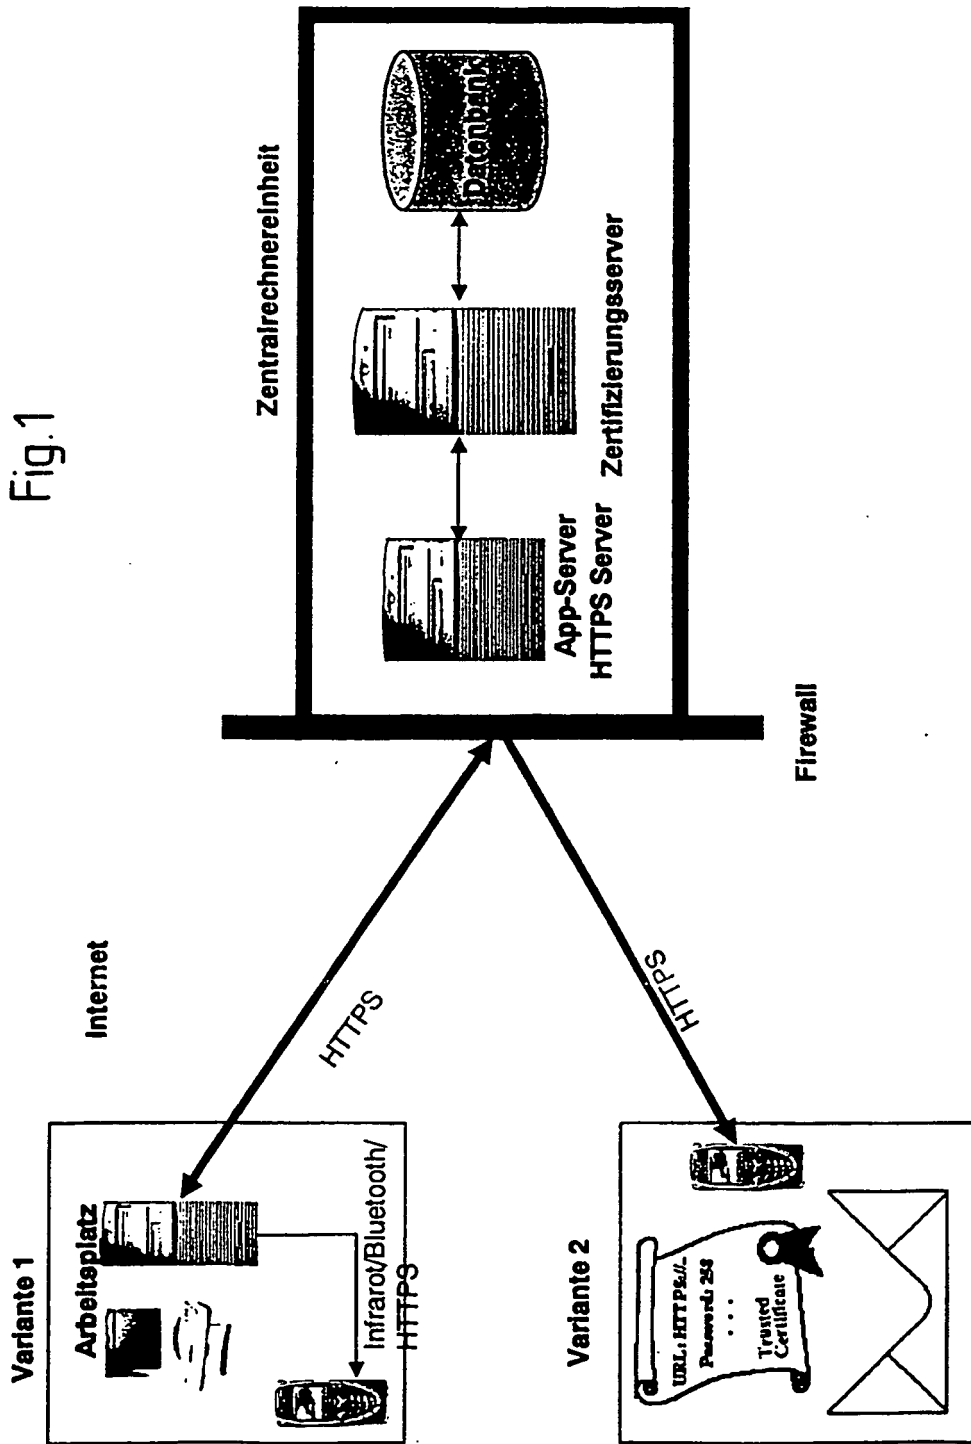 Fig.1
Variante 1
Arbeitsplatz
Infrarot/Bluetooth/
HTTPS
Internet
HTTPS
Zentralrechnereinheit
Datenbank
Zertifizierungsserver
App-Server
HTTPS Server
Firewall
HTTPS
Variante 2
URL: HTTPS://..
Password: 258
. . .
Trusted
Certificate